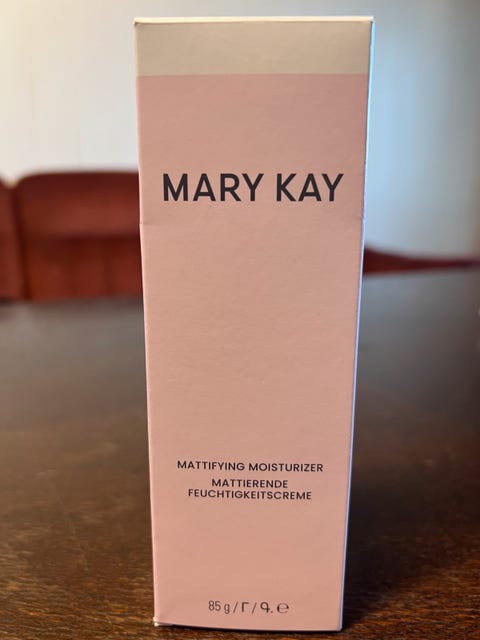 MARY KAY
MATTIFYING MOISTURIZER
MATTIERENDE
FEUCHTIGKEITSCREME
85 g / Г / Գ. ℮